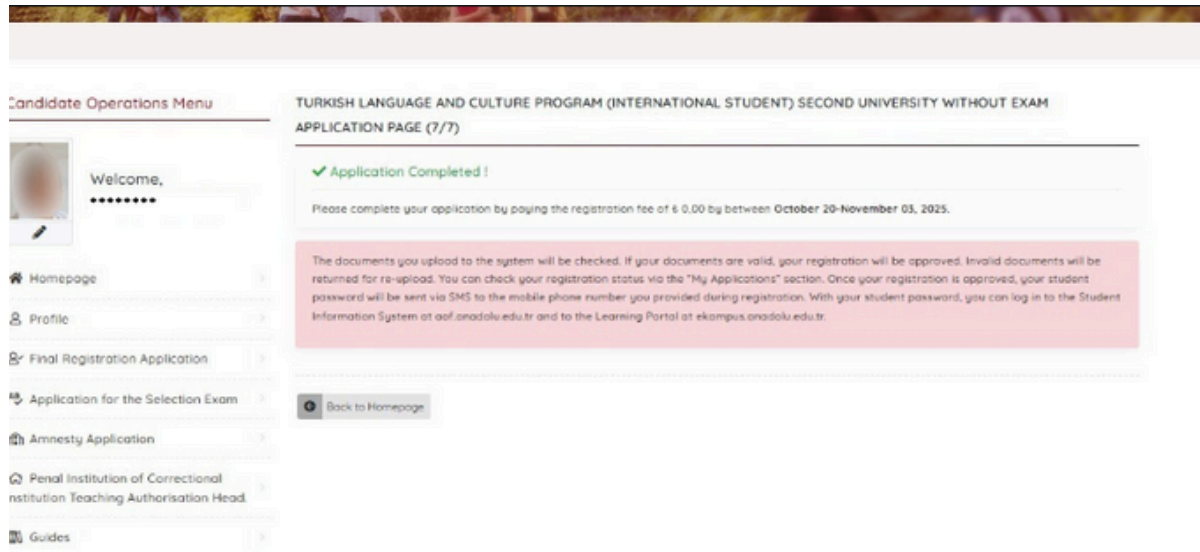 Candidate Operations Menu
Welcome,
••••••••
Homepage
Profile
Final Registration Application
Application for the Selection Exam
Amnesty Application
Penal Institution of Correctional
nstitution Teaching Authorisation Head.
Guides
TURKISH LANGUAGE AND CULTURE PROGRAM (INTERNATIONAL STUDENT) SECOND UNIVERSITY WITHOUT EXAM
APPLICATION PAGE (7/7)
Application Completed !
Please complete your application by paying the registration fee of ₺ 0,00 by between October 20-November 03, 2025.
The documents you upload to the system will be checked. If your documents are valid, your registration will be approved. Invalid documents will be
returned for re-upload. You can check your registration status via the "My Applications" section. Once your registration is approved, your student
password will be sent via SMS to the mobile phone number you provided during registration. With your student password, you can log in to the Student
Information System at aof.anadolu.edu.tr and to the Learning Portal at ekampus.anadolu.edu.tr.
Back to Homepage